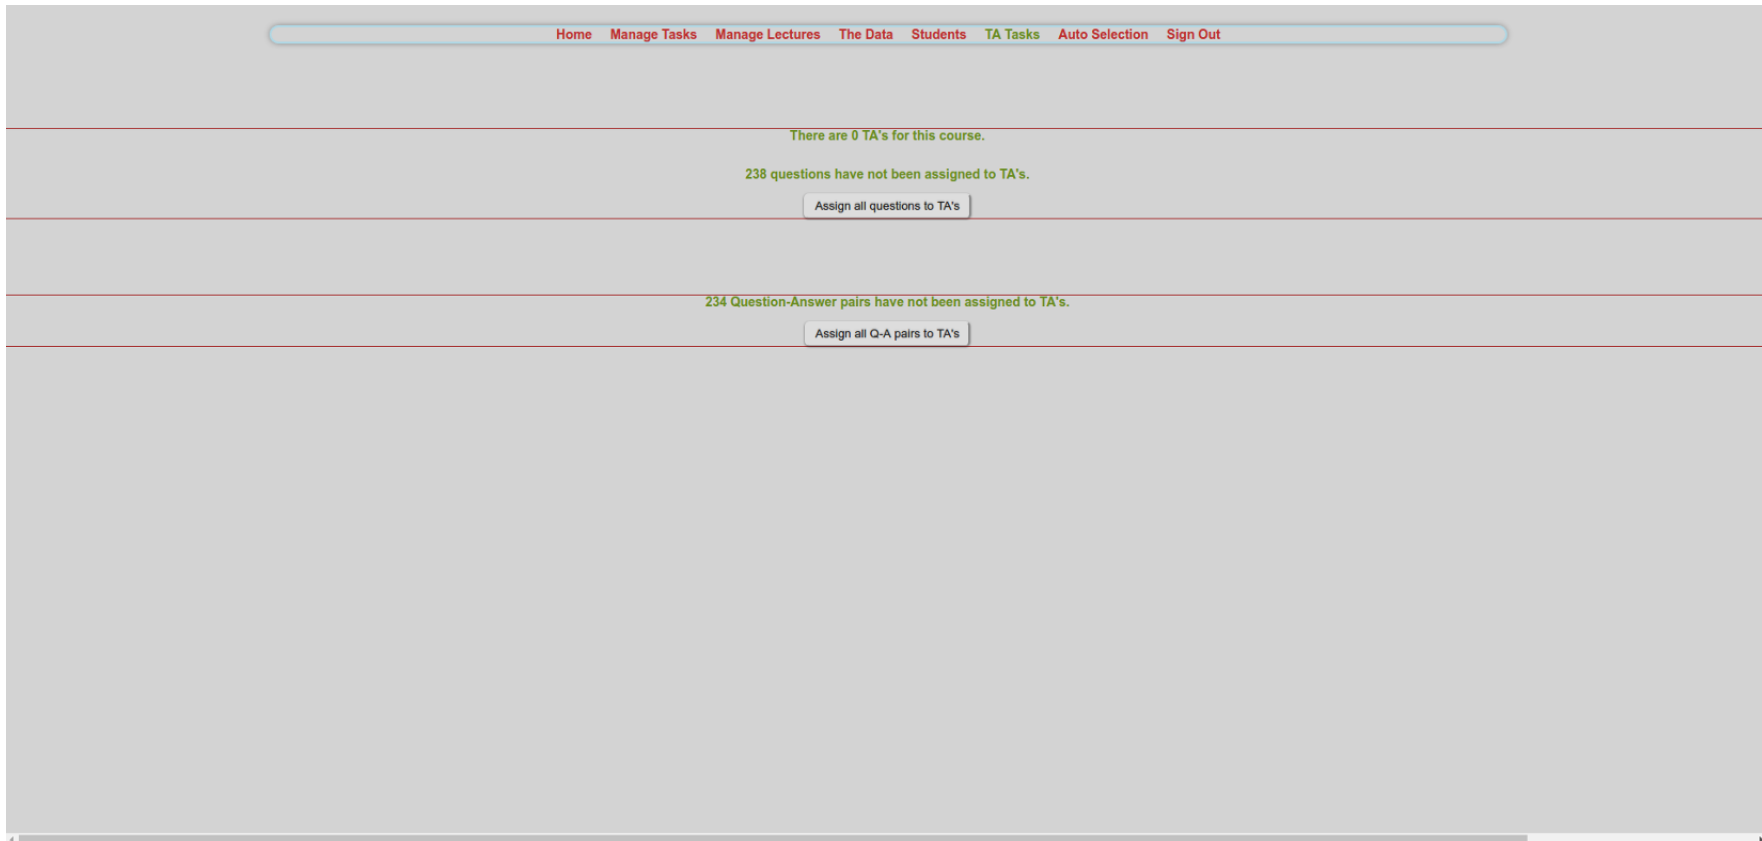 Home Manage Tasks Manage Lectures The Data Students TA Tasks Auto Selection Sign Out
There are 0 TA's for this course.
238 questions have not been assigned to TA's.
Assign all questions to TA's
234 Question-Answer pairs have not been assigned to TA's.
Assign all Q-A pairs to TA's